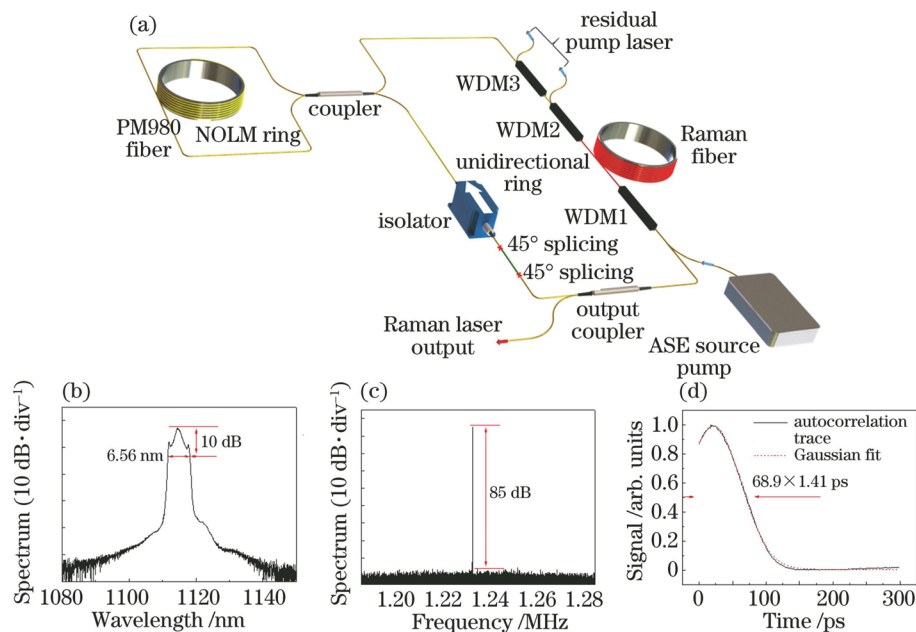 (a)
residual
pump laser
WDM3
coupler
WDM2
PM980
fiber
NOLM ring
Raman
fiber
unidirectional
ring
WDM1
isolator
45° splicing
45° splicing
output
coupler
Raman laser
output
ASE source
pump
(b)
Spectrum (10 dB·div⁻¹)
10 dB
6.56 nm
1080 1100 1120 1140
Wavelength /nm
(c)
Spectrum (10 dB·div⁻¹)
85 dB
1.20 1.22 1.24 1.26 1.28
Frequency /MHz
(d)
Signal /arb. units
1.0
0.8
0.6
0.4
0.2
0
autocorrelation
trace
Gaussian fit
68.9×1.41 ps
0 100 200 300
Time /ps